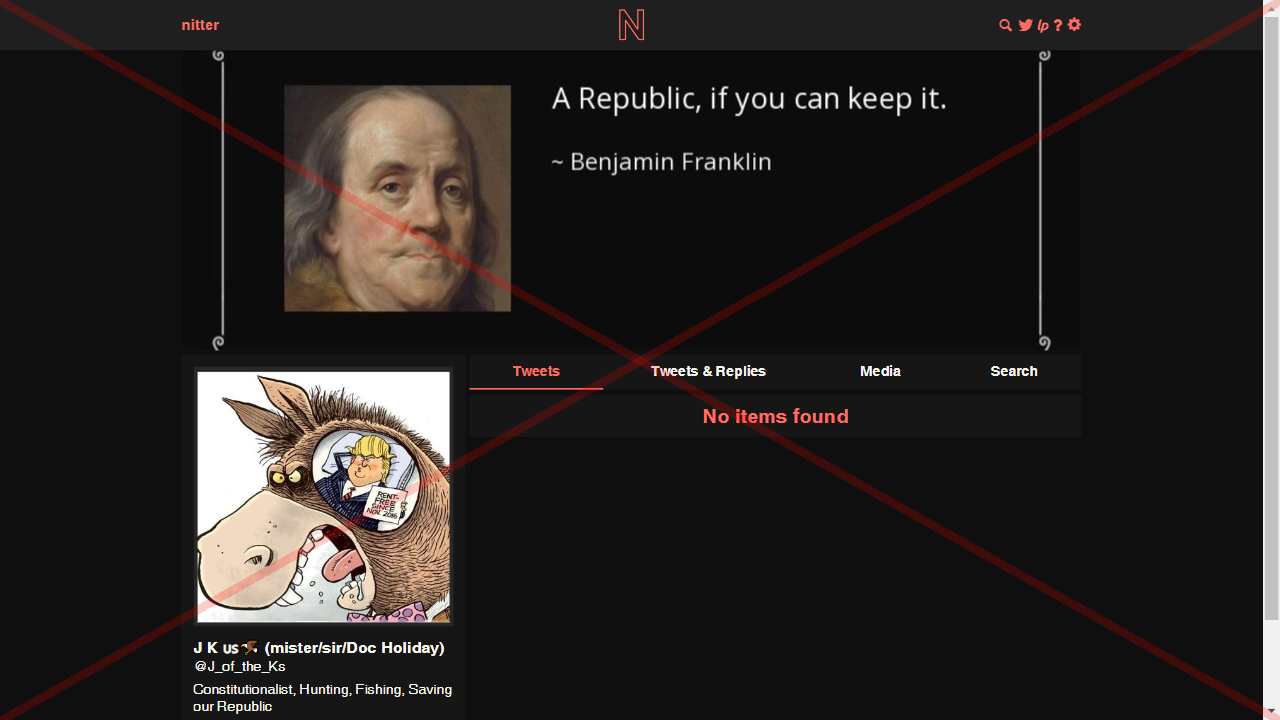 nitter
N
lp ?
A Republic, if you can keep it.
~ Benjamin Franklin
Tweets Tweets & Replies Media Search
No items found
RENT-
FREE
SINCE
NOV. 2016
J K us🦅 (mister/sir/Doc Holiday)
@J_of_the_Ks
Constitutionalist, Hunting, Fishing, Saving
our Republic